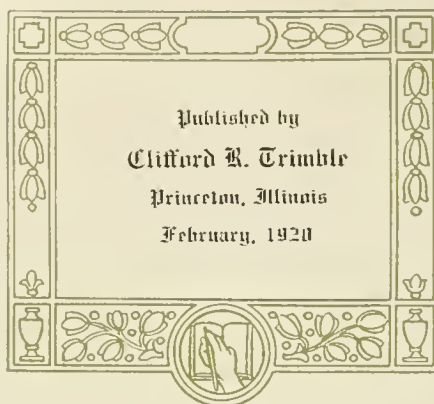 Published by
Clifford R. Trimble
Princeton, Illinois
February, 1920